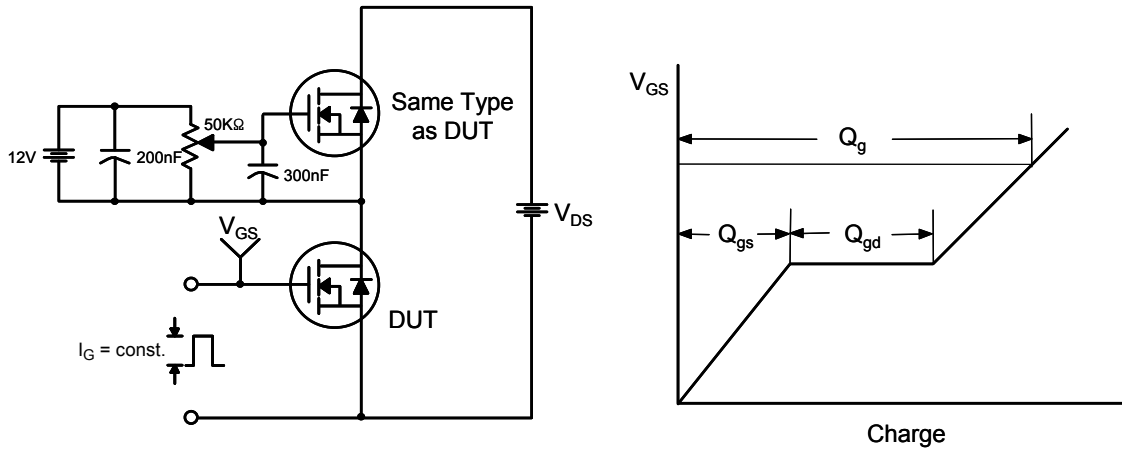 Same Type
as DUT
50KΩ
12V
200nF
300nF
V_GS
V_DS
DUT
I_G = const.
V_GS
Q_g
Q_gs
Q_gd
Charge